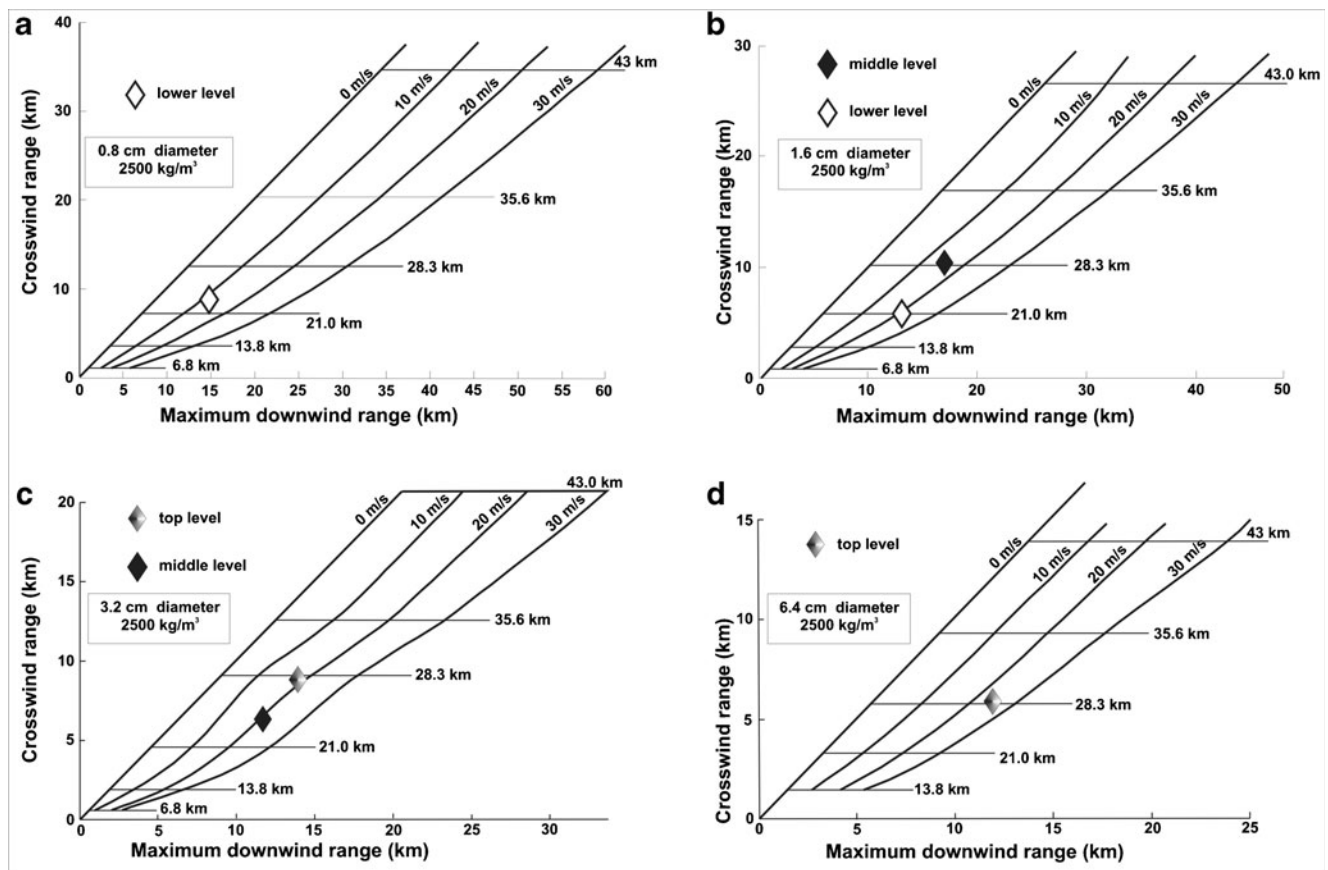 a
40
30
20
10
0
Crosswind range (km)
lower level
0.8 cm diameter
2500 kg/m³
0 m/s
10 m/s
20 m/s
30 m/s
43 km
35.6 km
28.3 km
21.0 km
13.8 km
6.8 km
0 5 10 15 20 25 30 35 40 45 50 55 60
Maximum downwind range (km)
b
30
20
10
0
Crosswind range (km)
middle level
lower level
1.6 cm diameter
2500 kg/m³
0 m/s
10 m/s
20 m/s
30 m/s
43.0 km
35.6 km
28.3 km
21.0 km
13.8 km
6.8 km
0 10 20 30 40 50
Maximum downwind range (km)
c
20
15
10
5
0
Crosswind range (km)
top level
middle level
3.2 cm diameter
2500 kg/m³
0 m/s
10 m/s
20 m/s
30 m/s
43.0 km
35.6 km
28.3 km
21.0 km
13.8 km
6.8 km
0 5 10 15 20 25 30
Maximum downwind range (km)
d
15
10
5
0
Crosswind range (km)
top level
6.4 cm diameter
2500 kg/m³
0 m/s
10 m/s
20 m/s
30 m/s
43 km
35.6 km
28.3 km
21.0 km
13.8 km
0 5 10 15 20 25
Maximum downwind range (km)